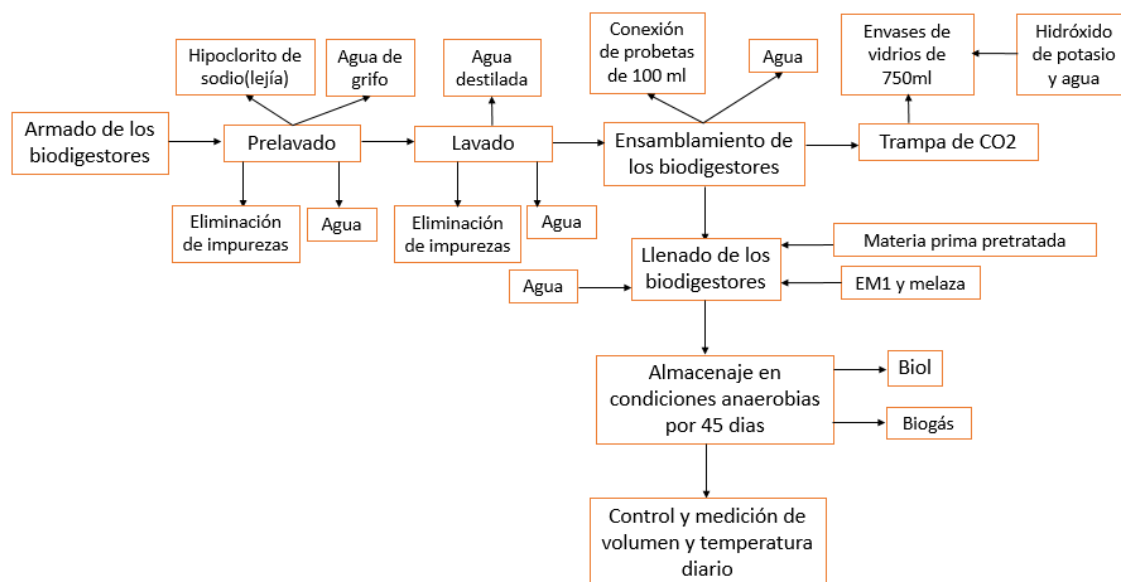 Hipoclorito de
sodio(lejía)
Agua de
grifo
Agua
destilada
Conexión
de probetas
de 100 ml
Agua
Envases de
vidrios de
750ml
Hidróxido
de potasio
y agua
Armado de los
biodigestores
Prelavado
Lavado
Ensamblamiento de
los biodigestores
Trampa de CO2
Eliminación
de impurezas
Agua
Eliminación
de impurezas
Agua
Llenado de los
biodigestores
Materia prima pretratada
Agua
EM1 y melaza
Almacenaje en
condiciones anaerobias
por 45 dias
Biol
Biogás
Control y medición de
volumen y temperatura
diario